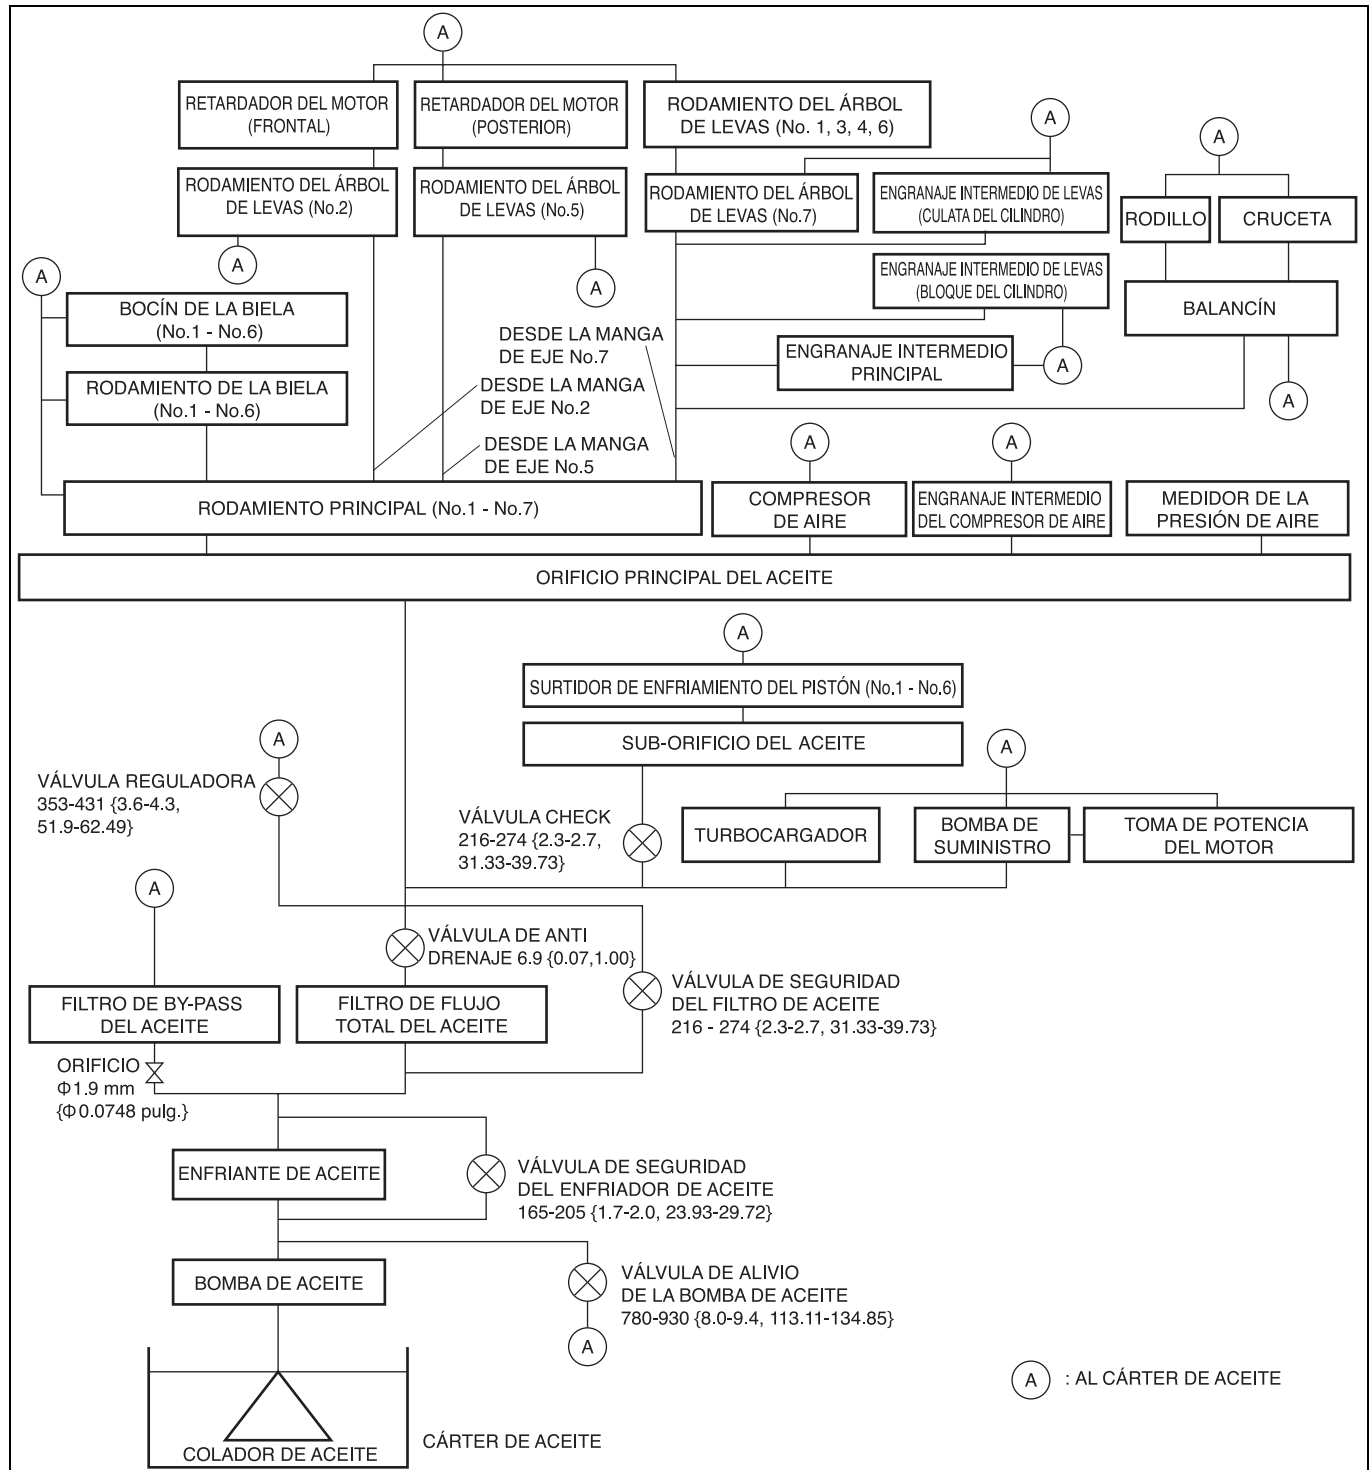 A
RETARDADOR DEL MOTOR
(FRONTAL)
RETARDADOR DEL MOTOR
(POSTERIOR)
RODAMIENTO DEL ÁRBOL
DE LEVAS (No. 1, 3, 4, 6)
A
A
RODAMIENTO DEL ÁRBOL
DE LEVAS (No.2)
RODAMIENTO DEL ÁRBOL
DE LEVAS (No.5)
RODAMIENTO DEL ÁRBOL
DE LEVAS (No.7)
ENGRANAJE INTERMEDIO DE LEVAS
(CULATA DEL CILINDRO)
RODILLO
CRUCETA
A
A
A
ENGRANAJE INTERMEDIO DE LEVAS
(BLOQUE DEL CILINDRO)
BOCÍN DE LA BIELA
(No.1 - No.6)
BALANCÍN
DESDE LA MANGA
DE EJE No.7
ENGRANAJE INTERMEDIO
PRINCIPAL
A
RODAMIENTO DE LA BIELA
(No.1 - No.6)
DESDE LA MANGA
DE EJE No.2
A
DESDE LA MANGA
DE EJE No.5
A
A
RODAMIENTO PRINCIPAL (No.1 - No.7)
COMPRESOR
DE AIRE
ENGRANAJE INTERMEDIO
DEL COMPRESOR DE AIRE
MEDIDOR DE LA
PRESIÓN DE AIRE
ORIFICIO PRINCIPAL DEL ACEITE
A
SURTIDOR DE ENFRIAMIENTO DEL PISTÓN (No.1 - No.6)
A
SUB-ORIFICIO DEL ACEITE
A
VÁLVULA REGULADORA
353-431 {3.6-4.3,
51.9-62.49}
VÁLVULA CHECK
216-274 {2.3-2.7,
31.33-39.73}
TURBOCARGADOR
BOMBA DE
SUMINISTRO
TOMA DE POTENCIA
DEL MOTOR
A
VÁLVULA DE ANTI
DRENAJE 6.9 {0.07,1.00}
VÁLVULA DE SEGURIDAD
DEL FILTRO DE ACEITE
216 - 274 {2.3-2.7, 31.33-39.73}
FILTRO DE BY-PASS
DEL ACEITE
FILTRO DE FLUJO
TOTAL DEL ACEITE
ORIFICIO
Φ1.9 mm
{Φ0.0748 pulg.}
ENFRIANTE DE ACEITE
VÁLVULA DE SEGURIDAD
DEL ENFRIADOR DE ACEITE
165-205 {1.7-2.0, 23.93-29.72}
BOMBA DE ACEITE
VÁLVULA DE ALIVIO
DE LA BOMBA DE ACEITE
780-930 {8.0-9.4, 113.11-134.85}
A
A : AL CÁRTER DE ACEITE
COLADOR DE ACEITE
CÁRTER DE ACEITE